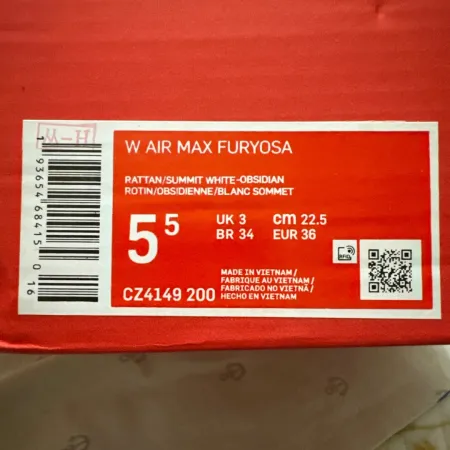 W-H
1 93654 68415 0 16
W AIR MAX FURYOSA
RATTAN/SUMMIT WHITE-OBSIDIAN
ROTIN/OBSIDIENNE/BLANC SOMMET
5 5
UK 3 cm 22.5
BR 34 EUR 36
RFID
MADE IN VIETNAM/
FABRIQUE AU VIETNAM/
FABRICADO NO VIETNÃ/
HECHO EN VIETNAM
CZ4149 200